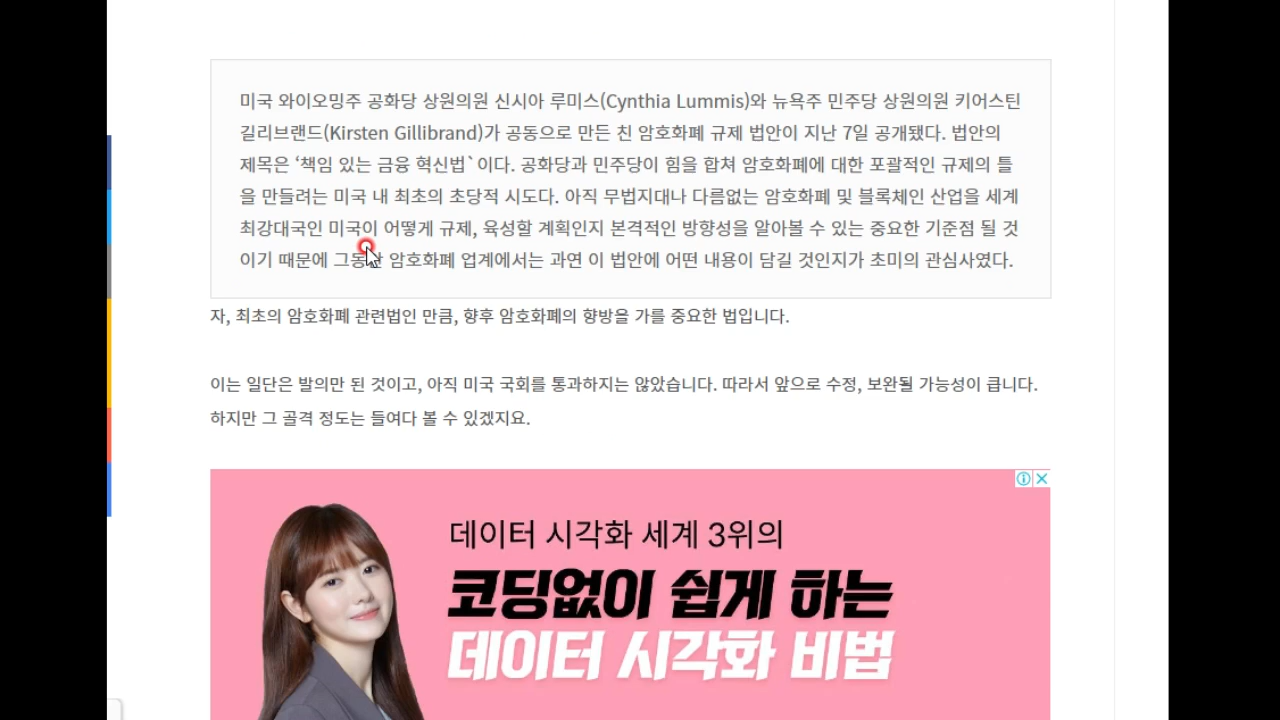 미국 와이오밍주 공화당 상원의원 신시아 루미스(Cynthia Lummis)와 뉴욕주 민주당 상원의원 키어스틴
길리브랜드(Kirsten Gillibrand)가 공동으로 만든 친 암호화폐 규제 법안이 지난 7일 공개됐다. 법안의
제목은 ‘책임 있는 금융 혁신법`이다. 공화당과 민주당이 힘을 합쳐 암호화폐에 대한 포괄적인 규제의 틀
을 만들려는 미국 내 최초의 초당적 시도다. 아직 무법지대나 다름없는 암호화폐 및 블록체인 산업을 세계
최강대국인 미국이 어떻게 규제, 육성할 계획인지 본격적인 방향성을 알아볼 수 있는 중요한 기준점 될 것
이기 때문에 그동안 암호화폐 업계에서는 과연 이 법안에 어떤 내용이 담길 것인지가 초미의 관심사였다.
자, 최초의 암호화폐 관련법인 만큼, 향후 암호화폐의 향방을 가를 중요한 법입니다.
이는 일단은 발의만 된 것이고, 아직 미국 국회를 통과하지는 않았습니다. 따라서 앞으로 수정, 보완될 가능성이 큽니다.
하지만 그 골격 정도는 들여다 볼 수 있겠지요.
데이터 시각화 세계 3위의
코딩없이 쉽게 하는
데이터 시각화 비법